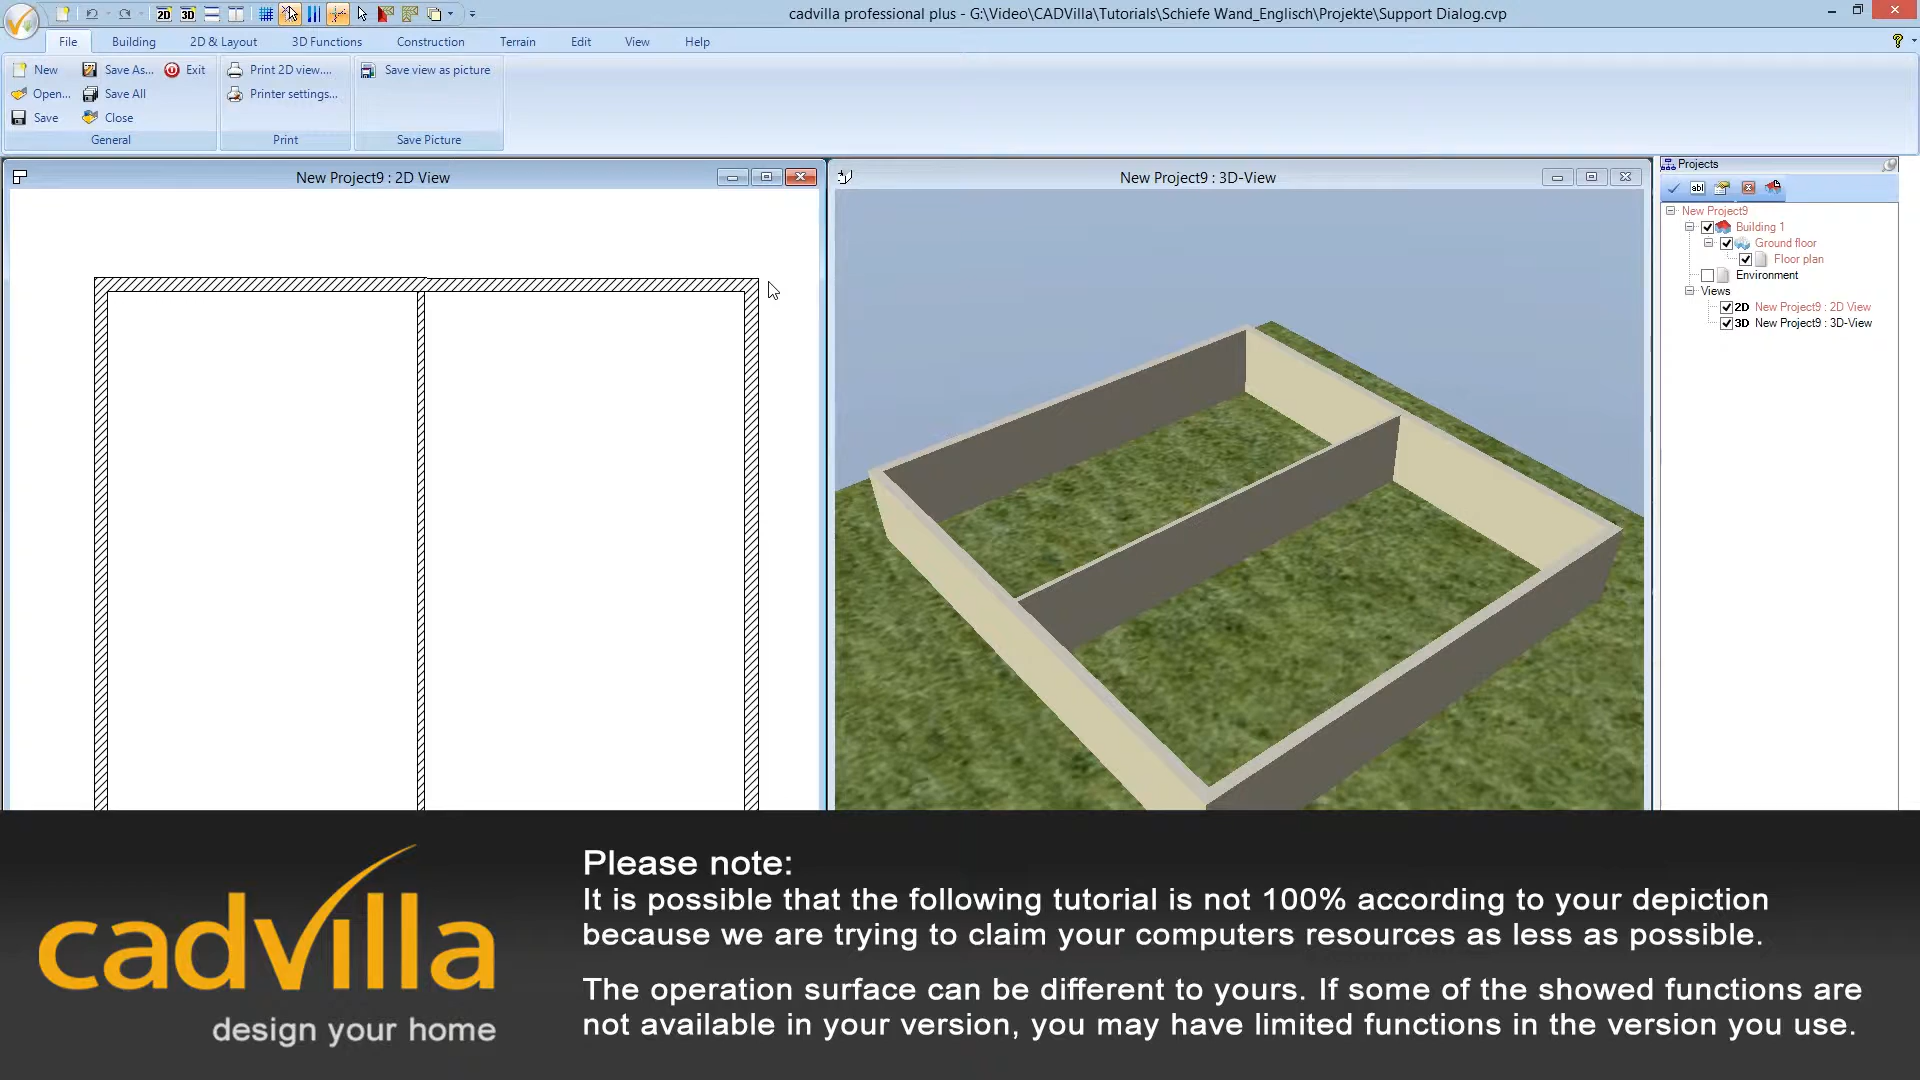 cadvilla professional plus - G:\Video\CADVilla\Tutorials\Schiefe Wand_Englisch\Projekte\Support Dialog.cvp
2D 3D
File Building 2D & Layout 3D Functions Construction Terrain Edit View Help
New Save As... Exit Print 2D view.... Save view as picture
Open... Save All Printer settings...
Save Close
General Print Save Picture
New Project9 : 2D View
New Project9 : 3D-View
Projects
abl
New Project9
Building 1
Ground floor
Floor plan
Environment
Views
2D New Project9 : 2D View
3D New Project9 : 3D-View
cadvilla
design your home
Please note:
It is possible that the following tutorial is not 100% according to your depiction
because we are trying to claim your computers resources as less as possible.
The operation surface can be different to yours. If some of the showed functions are
not available in your version, you may have limited functions in the version you use.